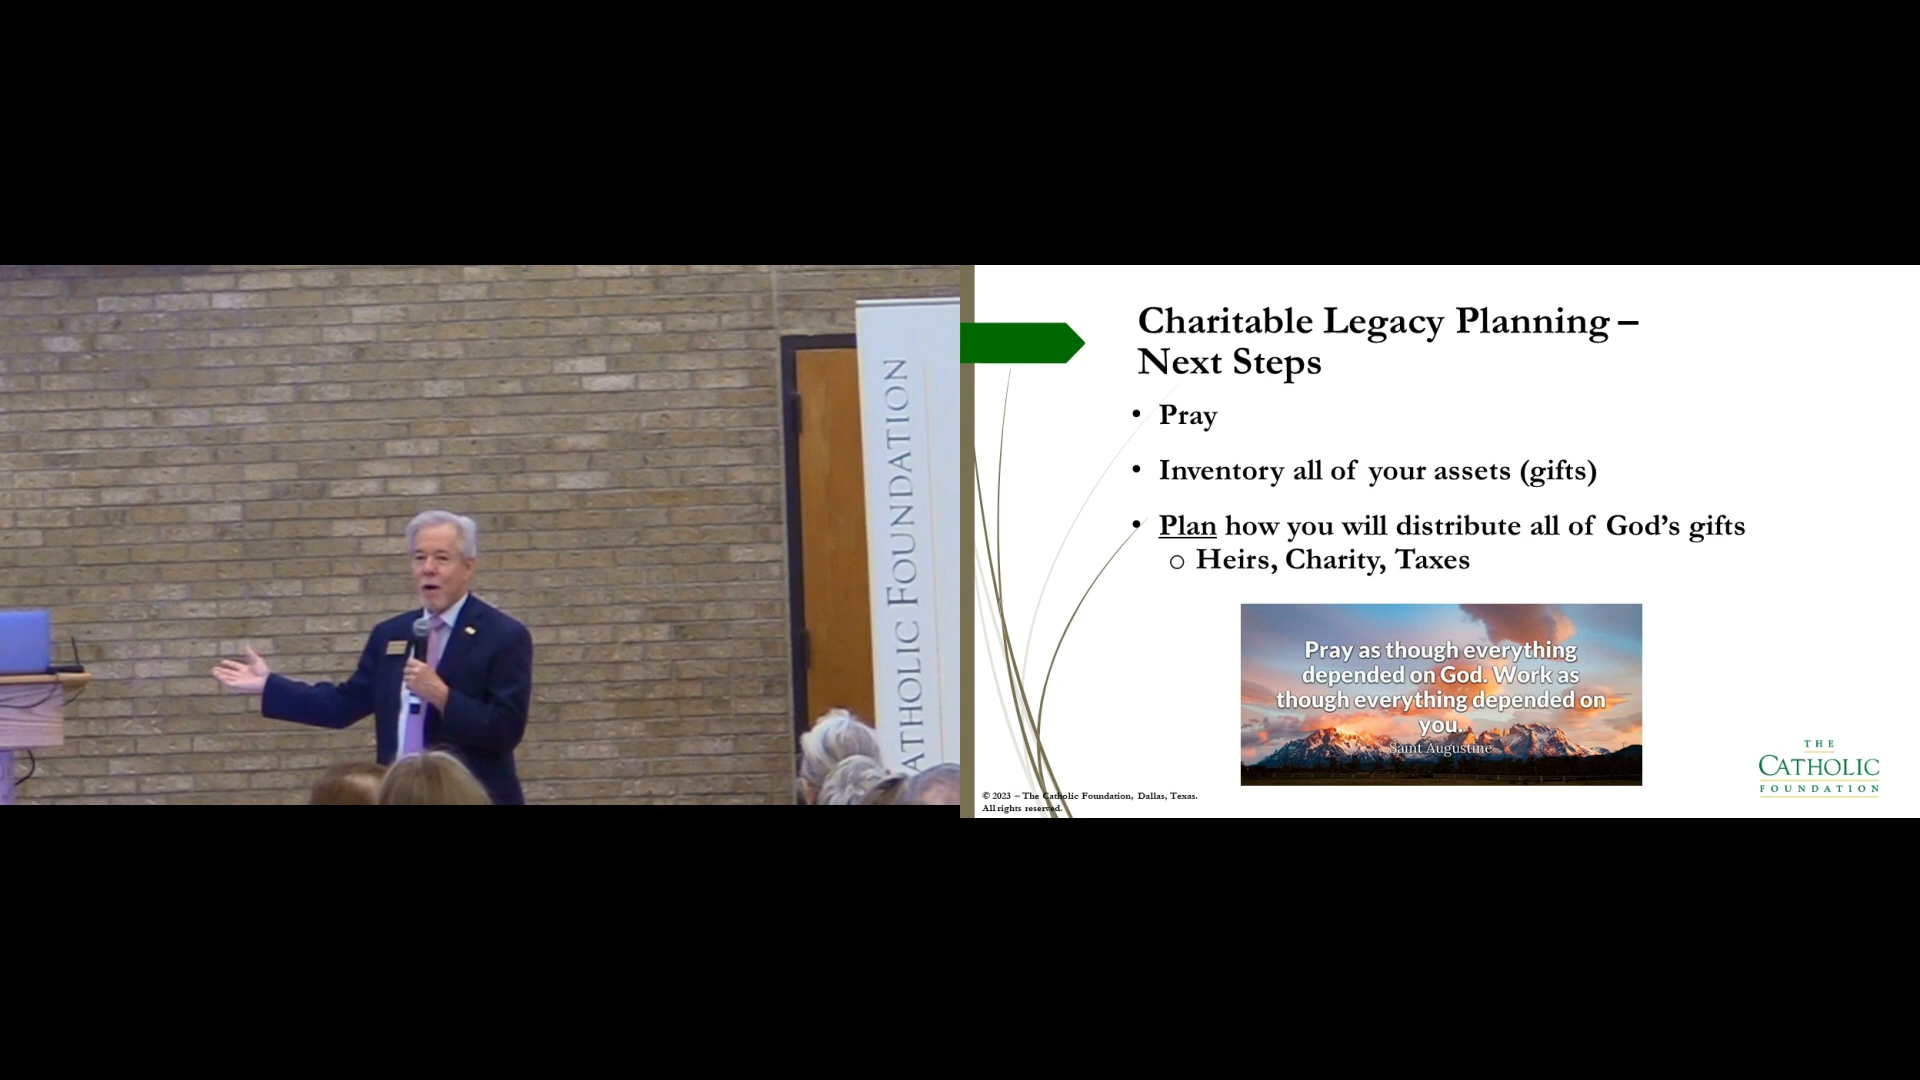 ATHOLIC FOUNDATION
Charitable Legacy Planning –
Next Steps
• Pray
• Inventory all of your assets (gifts)
• Plan how you will distribute all of God’s gifts
o Heirs, Charity, Taxes
Pray as though everything
depended on God. Work as
though everything depended on
you.
Saint Augustine
THE
CATHOLIC
FOUNDATION
© 2023 – The Catholic Foundation, Dallas, Texas.
All rights reserved.